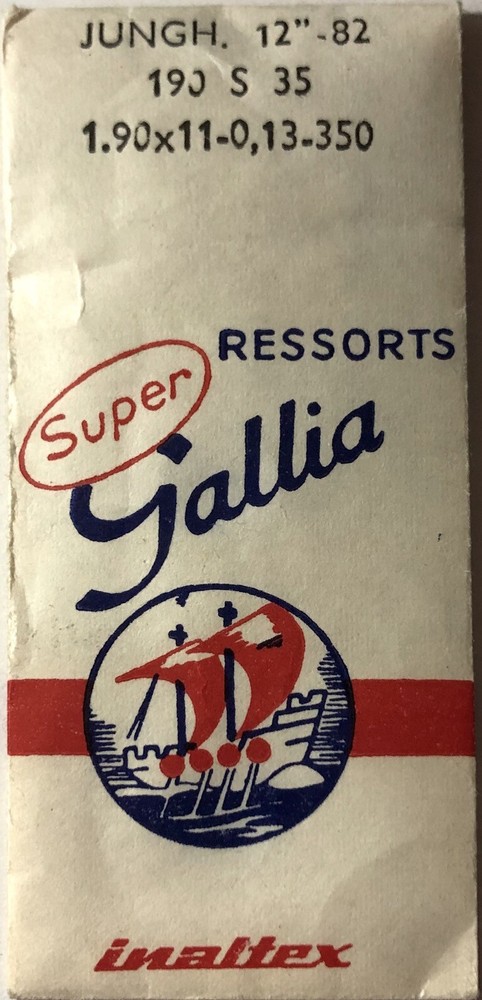 JUNGH. 12"-82
190 S 35
1.90x11-0,13-350
RESSORTS
Super
Gallia
inaltex